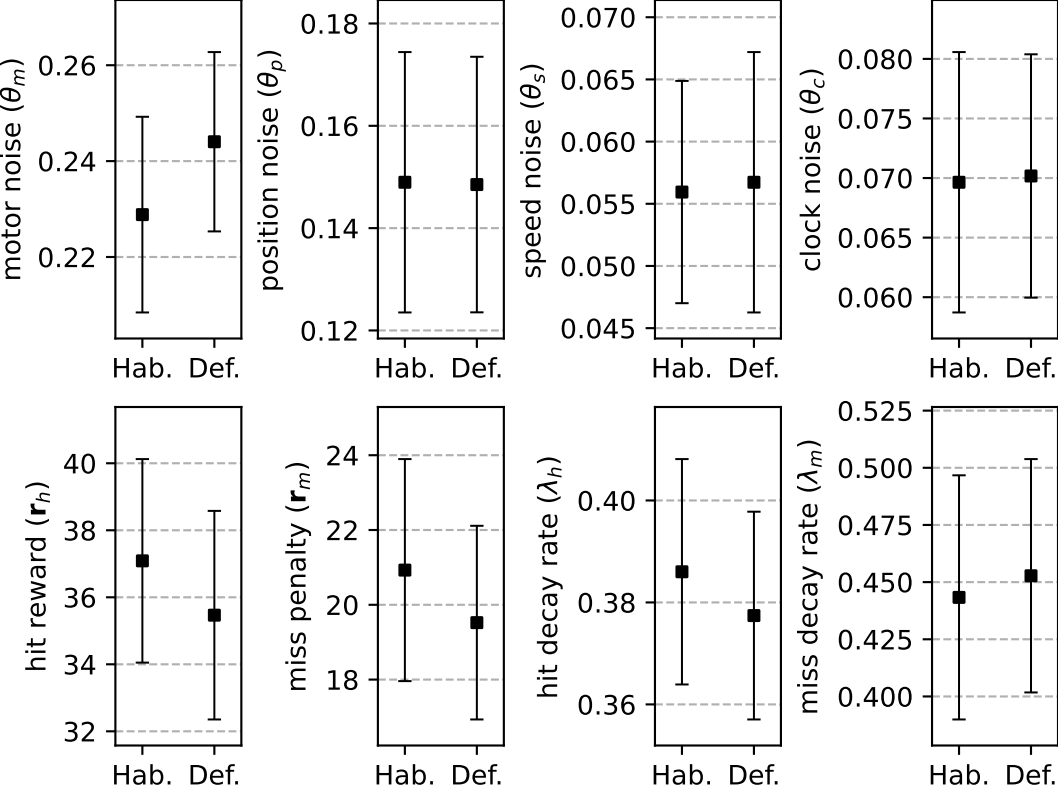 motor noise (θm)
0.26
0.24
0.22
Hab. Def.
position noise (θp)
0.18
0.16
0.14
0.12
Hab. Def.
speed noise (θs)
0.070
0.065
0.060
0.055
0.050
0.045
Hab. Def.
clock noise (θc)
0.080
0.075
0.070
0.065
0.060
Hab. Def.
hit reward (rh)
40
38
36
34
32
Hab. Def.
miss penalty (rm)
24
22
20
18
Hab. Def.
hit decay rate (λh)
0.40
0.38
0.36
Hab. Def.
miss decay rate (λm)
0.525
0.500
0.475
0.450
0.425
0.400
Hab. Def.